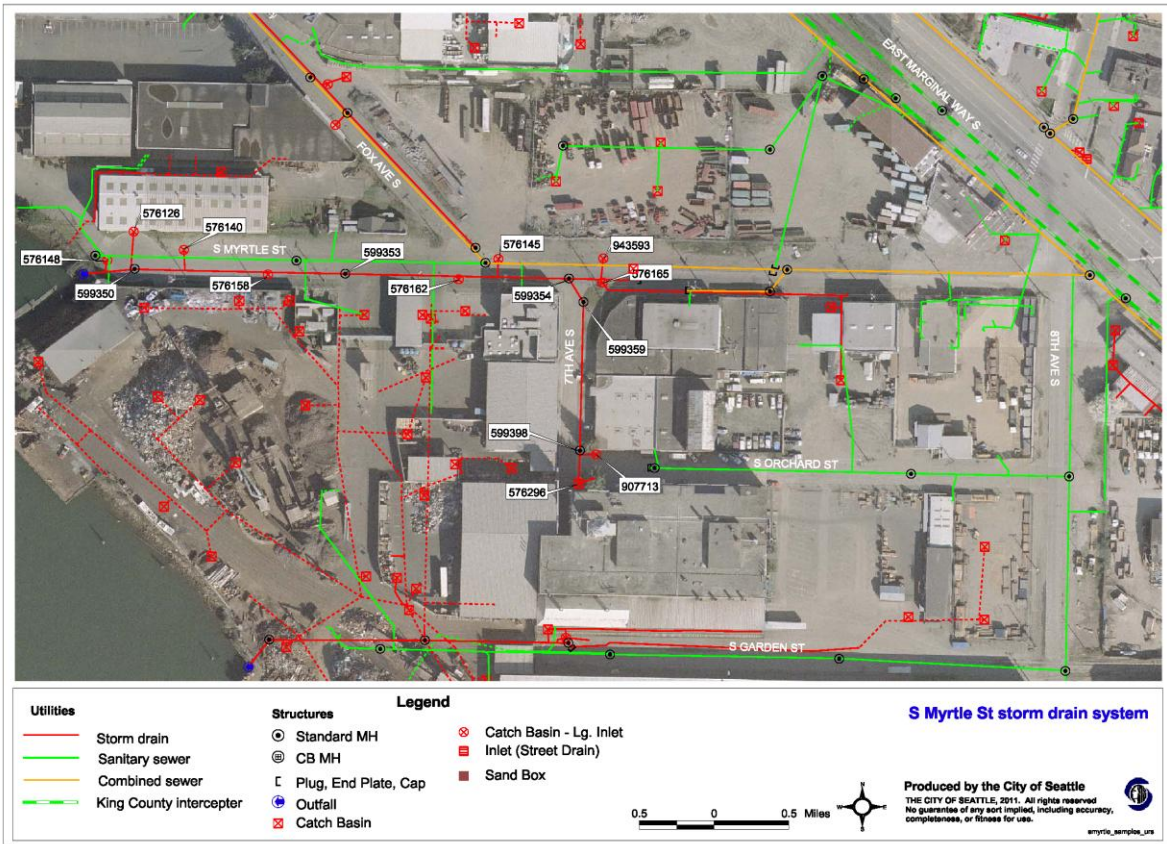 EAST MARGINAL WAY S
FOX AVE S
576126
576140
S MYRTLE ST
576145
943593
576148
599353
576165
599350
576158
576162
599354
599359
7TH AVE S
8TH AVE S
599398
S ORCHARD ST
907713
576296
S GARDEN ST
Legend
Utilities
Storm drain
Sanitary sewer
Combined sewer
King County intercepter
Structures
Standard MH
CB MH
Plug, End Plate, Cap
Outfall
Catch Basin
Catch Basin - Lg. Inlet
Inlet (Street Drain)
Sand Box
S Myrtle St storm drain system
0.5 0 0.5 Miles
N
W E
S
Produced by the City of Seattle
THE CITY OF SEATTLE, 2011. All rights reserved
No guarantee of any sort implied, including accuracy,
completeness, or fitness for use.
smyrtle_samples_urs